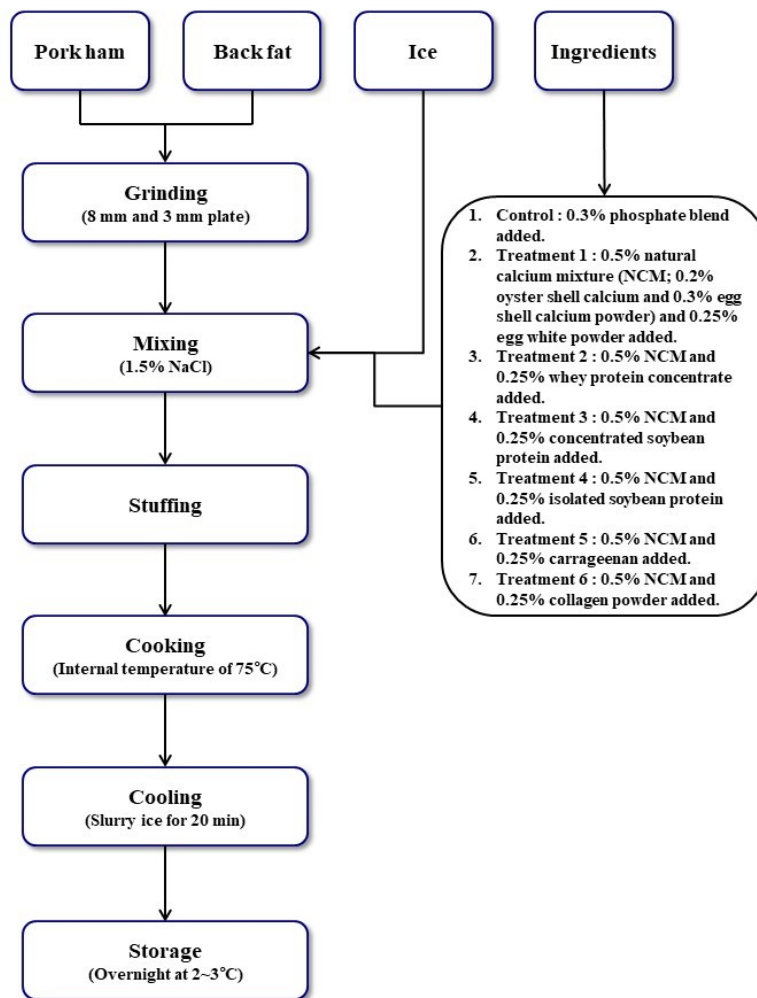 Pork ham
Back fat
Ice
Ingredients
Grinding
(8 mm and 3 mm plate)
Mixing
(1.5% NaCl)
Stuffing
Cooking
(Internal temperature of 75°C)
Cooling
(Slurry ice for 20 min)
Storage
(Overnight at 2~3°C)
1. Control : 0.3% phosphate blend
added.
2. Treatment 1 : 0.5% natural
calcium mixture (NCM; 0.2%
oyster shell calcium and 0.3% egg
shell calcium powder) and 0.25%
egg white powder added.
3. Treatment 2 : 0.5% NCM and
0.25% whey protein concentrate
added.
4. Treatment 3 : 0.5% NCM and
0.25% concentrated soybean
protein added.
5. Treatment 4 : 0.5% NCM and
0.25% isolated soybean protein
added.
6. Treatment 5 : 0.5% NCM and
0.25% carrageenan added.
7. Treatment 6 : 0.5% NCM and
0.25% collagen powder added.